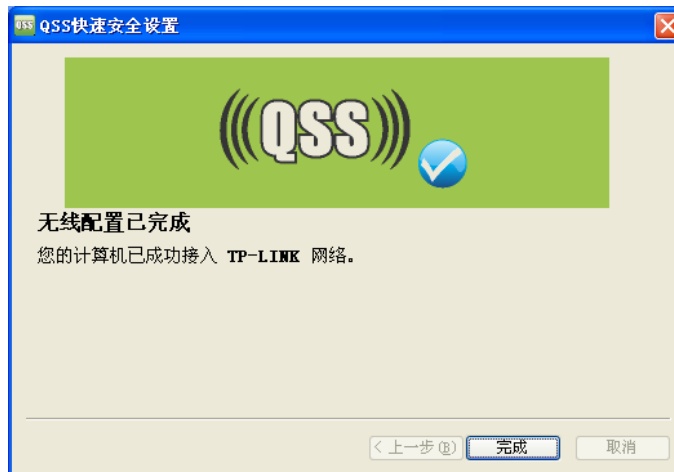 QSS QSS快速安全设置
QSS
无线配置已完成
您的计算机已成功接入 TP-LINK 网络。
< 上一步(B) 完成 取消